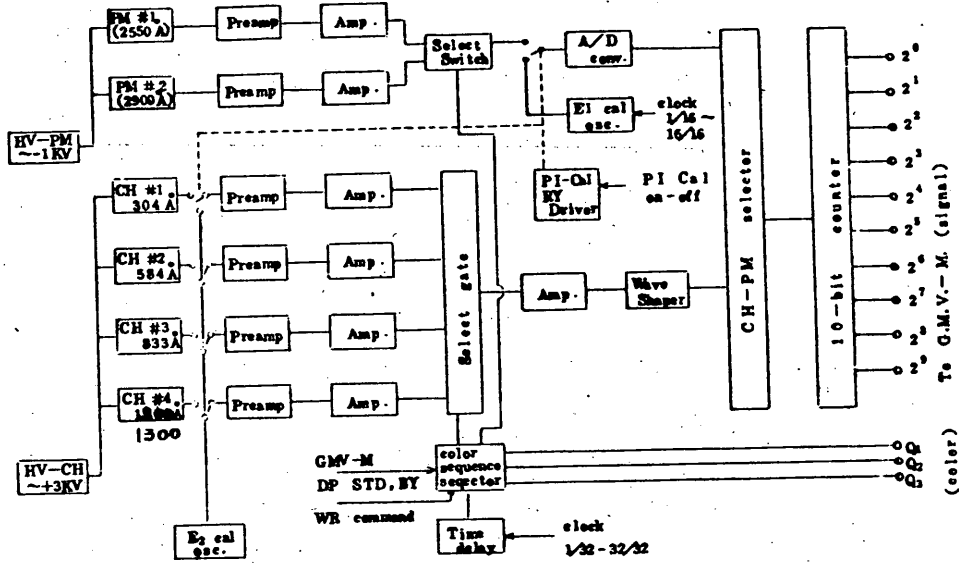 PM #1.
(2550 Å)
Preamp
Amp.
PM #2
(2900 Å)
Preamp
Amp.
Select
Switch
A/D
conv.
E1 cal
osc.
clock
1/16 ~
16/16
HV-PM
~-1KV
PI-Cal
RY
Driver
PI Cal
on-off
CH #1.
304 Å
Preamp
Amp.
CH #2.
584 Å
Preamp
Amp.
CH #3.
833 Å
Preamp
Amp.
CH #4.
1300
Preamp
Amp.
Select gate
Amp.
Wave
Shaper
CH-PM selector
10-bit counter
2⁰
2¹
2²
2³
2⁴
2⁵
2⁶
2⁷
2⁸
2⁹
To G.M.V.-M. (signal)
HV-CH
~+3KV
GMV-M
DP STD, BY
WR command
color
sequence
seqector
Q1
Q2
Q3
(color)
E2 cal
osc.
Time
delay
clock
1/32-32/32